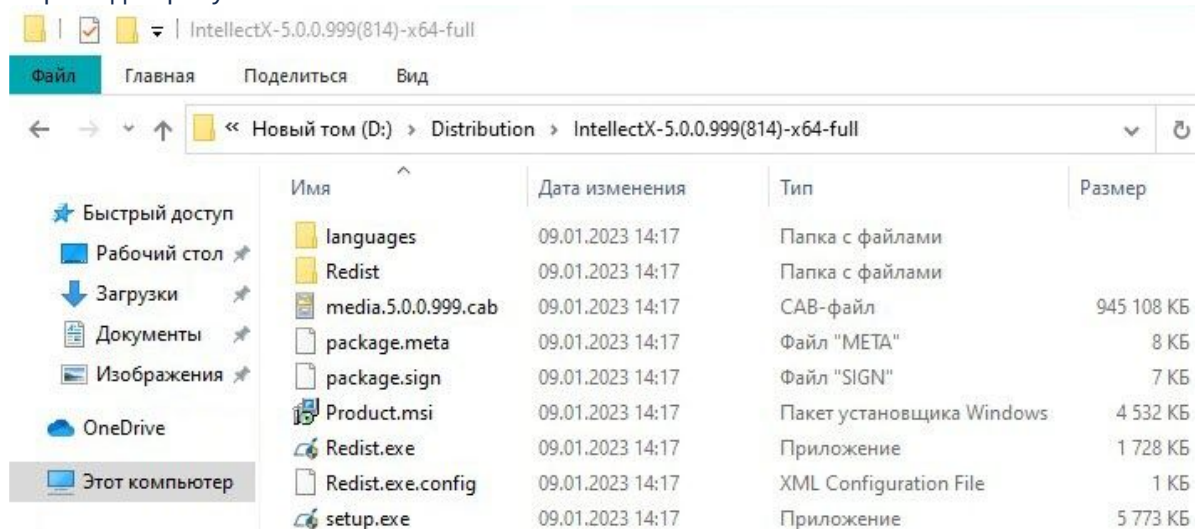 IntellectX-5.0.0.999(814)-x64-full
Файл Главная Поделиться Вид
« Новый том (D:) › Distribution › IntellectX-5.0.0.999(814)-x64-full
Имя Дата изменения Тип Размер
Быстрый доступ
Рабочий стол
Загрузки
Документы
Изображения
OneDrive
Этот компьютер
languages 09.01.2023 14:17 Папка с файлами
Redist 09.01.2023 14:17 Папка с файлами
media.5.0.0.999.cab 09.01.2023 14:17 CAB-файл 945 108 КБ
package.meta 09.01.2023 14:17 Файл "META" 8 КБ
package.sign 09.01.2023 14:17 Файл "SIGN" 7 КБ
Product.msi 09.01.2023 14:17 Пакет установщика Windows 4 532 КБ
Redist.exe 09.01.2023 14:17 Приложение 1 728 КБ
Redist.exe.config 09.01.2023 14:17 XML Configuration File 1 КБ
setup.exe 09.01.2023 14:17 Приложение 5 773 КБ